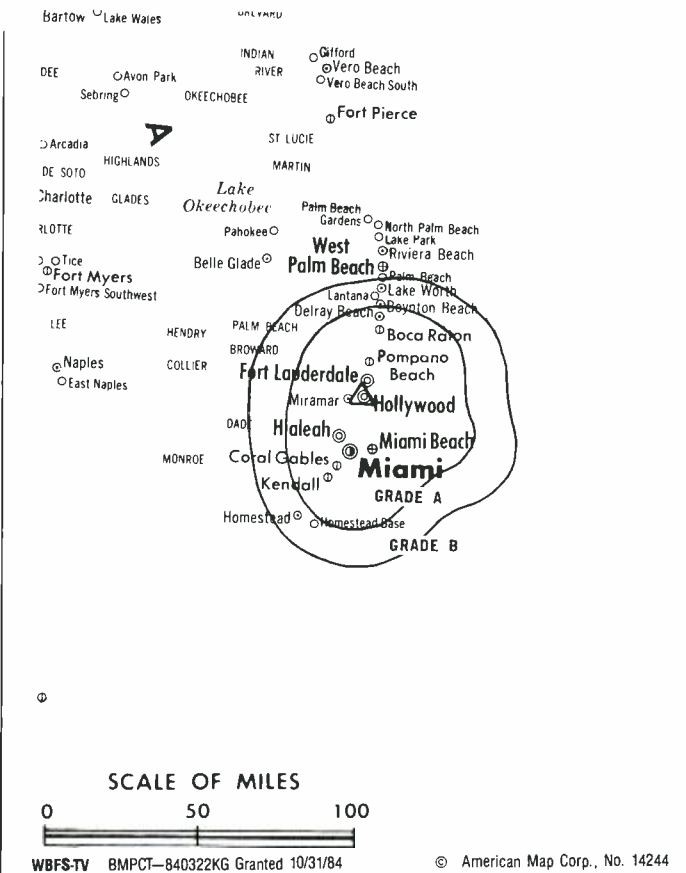 Bartow Lake Wales
BREVARD
INDIAN
RIVER
Gifford
Vero Beach
Vero Beach South
DEE
Avon Park
Sebring
OKEECHOBEE
Fort Pierce
A
ST LUCIE
Arcadia
HIGHLANDS
MARTIN
DE SOTO
Charlotte GLADES
Lake
Okeechobee
RLOTTE
Pahokee
Palm Beach
Gardens
North Palm Beach
Lake Park
Riviera Beach
West
Palm Beach
Palm Beach
Belle Glade
Tice
Fort Myers
Fort Myers Southwest
Lantana
Lake Worth
Boynton Beach
Delray Beach
LEE
HENDRY
PALM BEACH
Boca Raton
BROWARD
Naples
East Naples
COLLIER
Pompano
Beach
Fort Lauderdale
Miramar
Hollywood
DADE
Hialeah
Miami Beach
MONROE
Coral Gables
Miami
Kendall
GRADE A
Homestead
Homestead Base
GRADE B
SCALE OF MILES
0 50 100
WBFS-TV BMPCT—840322KG Granted 10/31/84
© American Map Corp., No. 14244